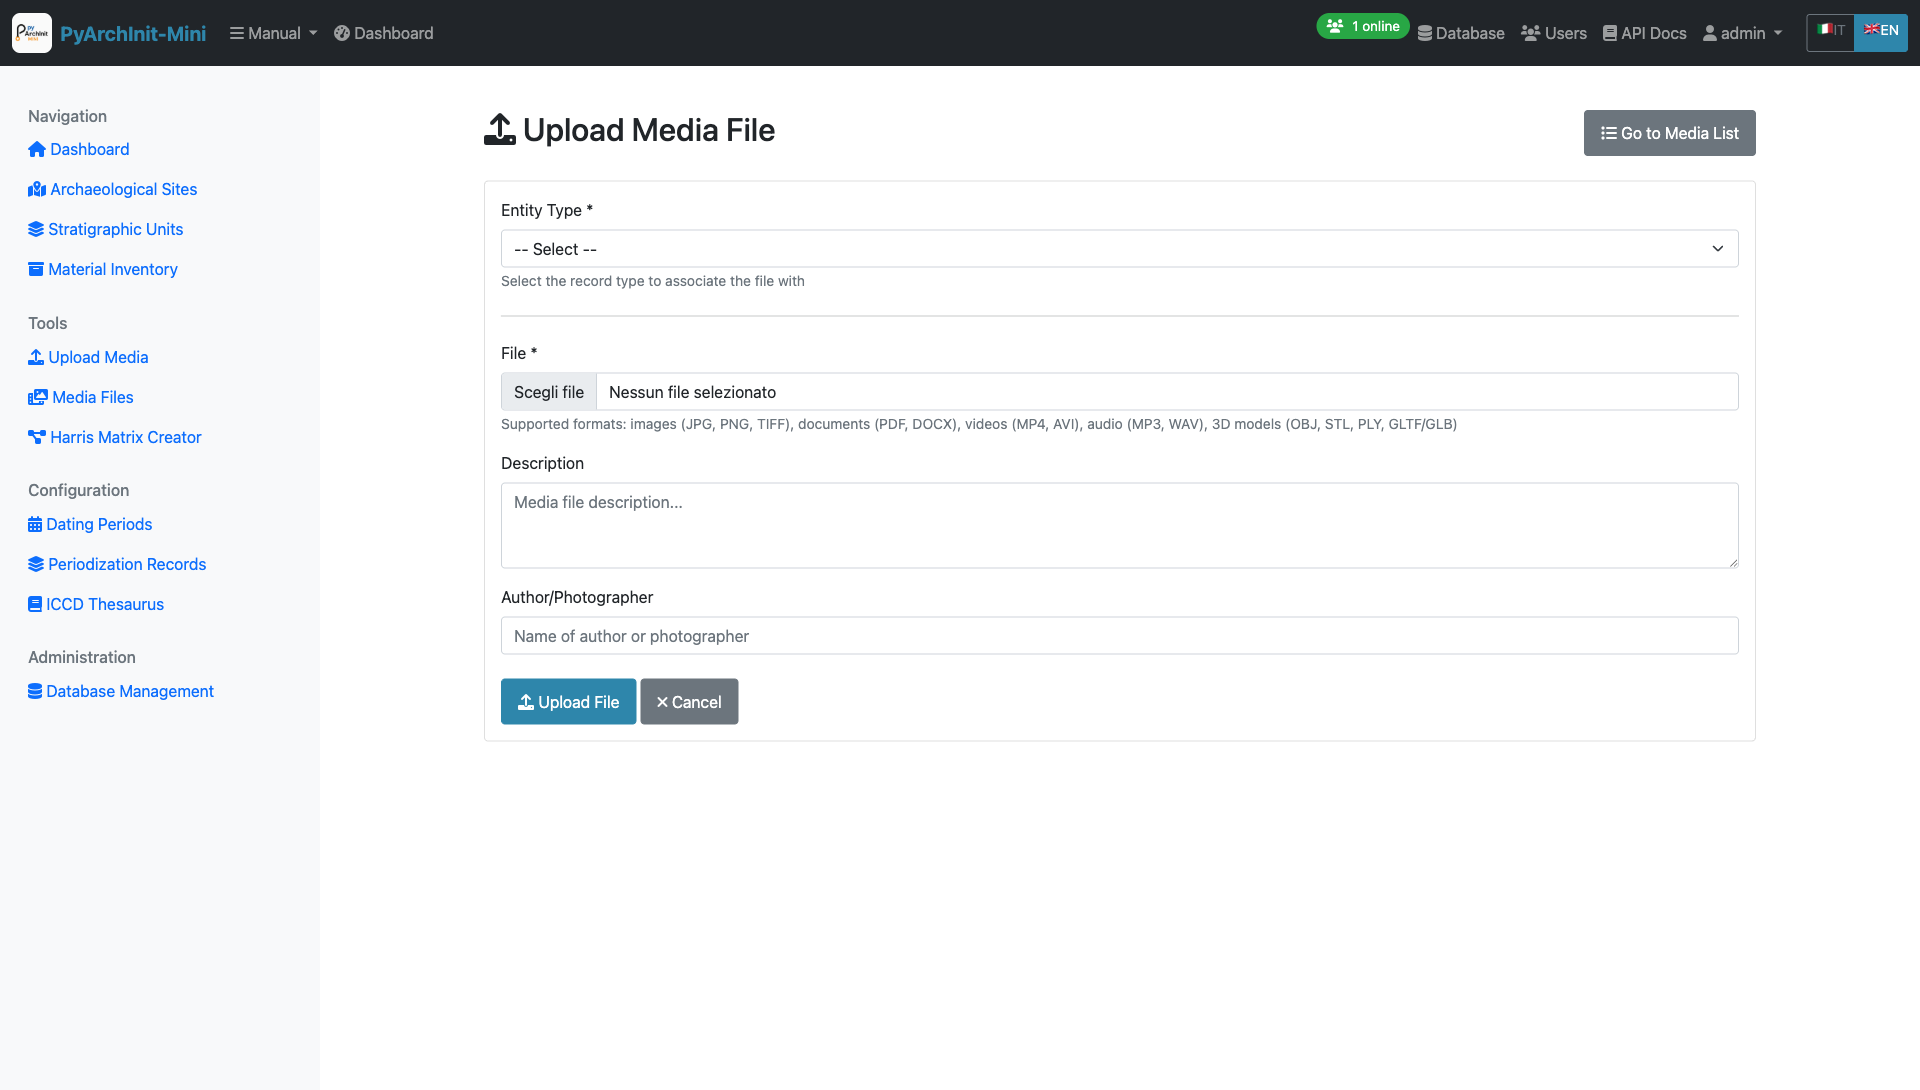 PyArchInit-Mini
Manual
Dashboard
1 online
Database
Users
API Docs
admin
IT
EN
Navigation
Dashboard
Archaeological Sites
Stratigraphic Units
Material Inventory
Tools
Upload Media
Media Files
Harris Matrix Creator
Configuration
Dating Periods
Periodization Records
ICCD Thesaurus
Administration
Database Management
Upload Media File
Go to Media List
Entity Type *
-- Select --
Select the record type to associate the file with
File *
Scegli file Nessun file selezionato
Supported formats: images (JPG, PNG, TIFF), documents (PDF, DOCX), videos (MP4, AVI), audio (MP3, WAV), 3D models (OBJ, STL, PLY, GLTF/GLB)
Description
Media file description...
Author/Photographer
Name of author or photographer
Upload File
Cancel